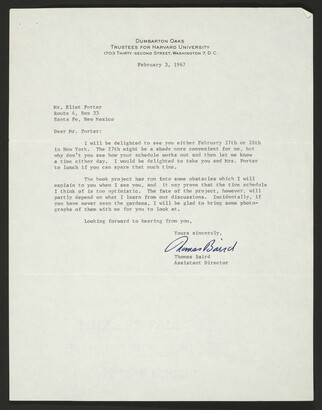 DUMBARTON OAKS
TRUSTEES FOR HARVARD UNIVERSITY
1703 THIRTY-SECOND STREET, WASHINGTON 7, D. C.
February 3, 1967
Mr. Eliot Porter
Route 4, Box 33
Santa Fe, New Mexico
Dear Mr. Porter:
I will be delighted to see you either February 27th or 28th
in New York. The 27th might be a shade more convenient for me, but
why don't you see how your schedule works out and then let me know
a time either day. I would be delighted to take you and Mrs. Porter
to lunch if you can spare that much time.
The book project has run into some obstacles which I will
explain to you when I see you, and it may prove that the time schedule
I think of is too optimistic. The fate of the project, however, will
partly depend on what I learn from our discussions. Incidentally, if
you have never seen the gardens, I will be glad to bring some photo-
graphs of them with me for you to look at.
Looking forward to hearing from you,
Yours sincerely,
Thomas Baird
Thomas Baird
Assistant Director